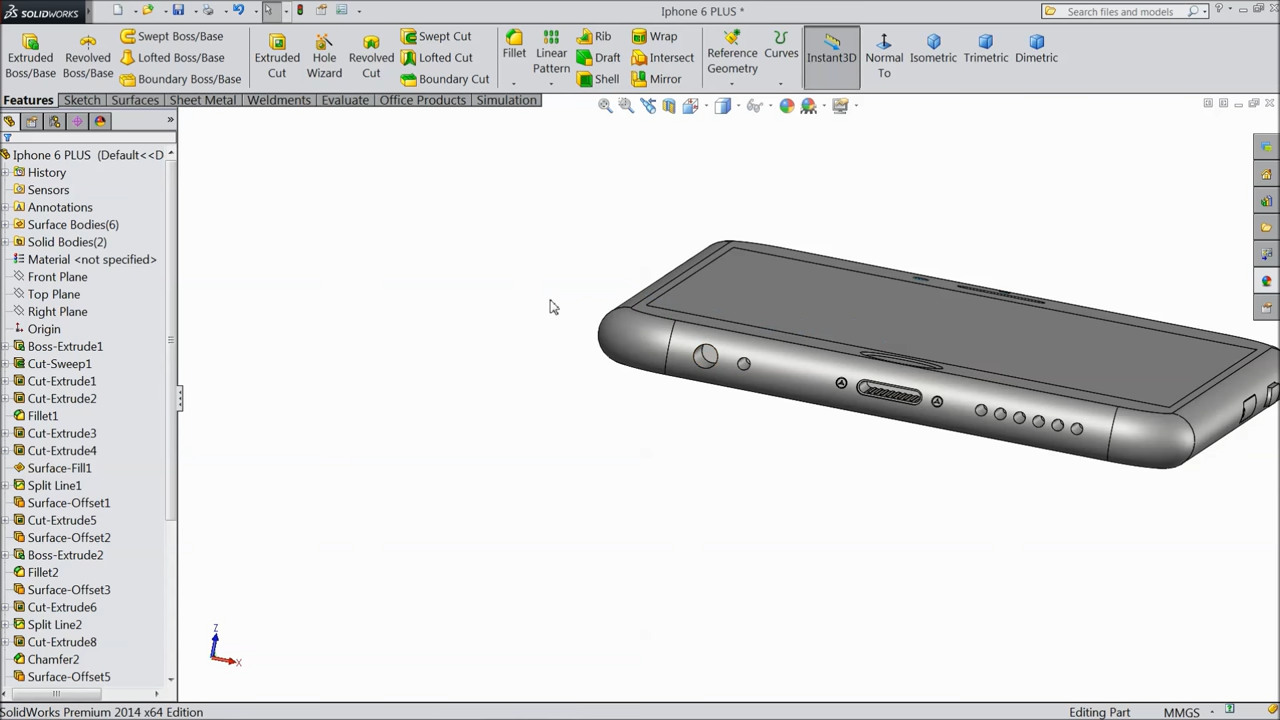 SOLIDWORKS
Iphone 6 PLUS *
Search files and models
Extruded Boss/Base
Revolved Boss/Base
Swept Boss/Base
Lofted Boss/Base
Boundary Boss/Base
Extruded Cut
Hole Wizard
Revolved Cut
Swept Cut
Lofted Cut
Boundary Cut
Fillet
Linear Pattern
Rib
Draft
Shell
Wrap
Intersect
Mirror
Reference Geometry
Curves
Instant3D
Normal To
Isometric
Trimetric
Dimetric
Features
Sketch
Surfaces
Sheet Metal
Weldments
Evaluate
Office Products
Simulation
Iphone 6 PLUS (Default<<D
History
Sensors
Annotations
Surface Bodies(6)
Solid Bodies(2)
Material <not specified>
Front Plane
Top Plane
Right Plane
Origin
Boss-Extrude1
Cut-Sweep1
Cut-Extrude1
Cut-Extrude2
Fillet1
Cut-Extrude3
Cut-Extrude4
Surface-Fill1
Split Line1
Surface-Offset1
Cut-Extrude5
Surface-Offset2
Boss-Extrude2
Fillet2
Surface-Offset3
Cut-Extrude6
Split Line2
Cut-Extrude8
Chamfer2
Surface-Offset5
Z
X
SolidWorks Premium 2014 x64 Edition
Editing Part
MMGS